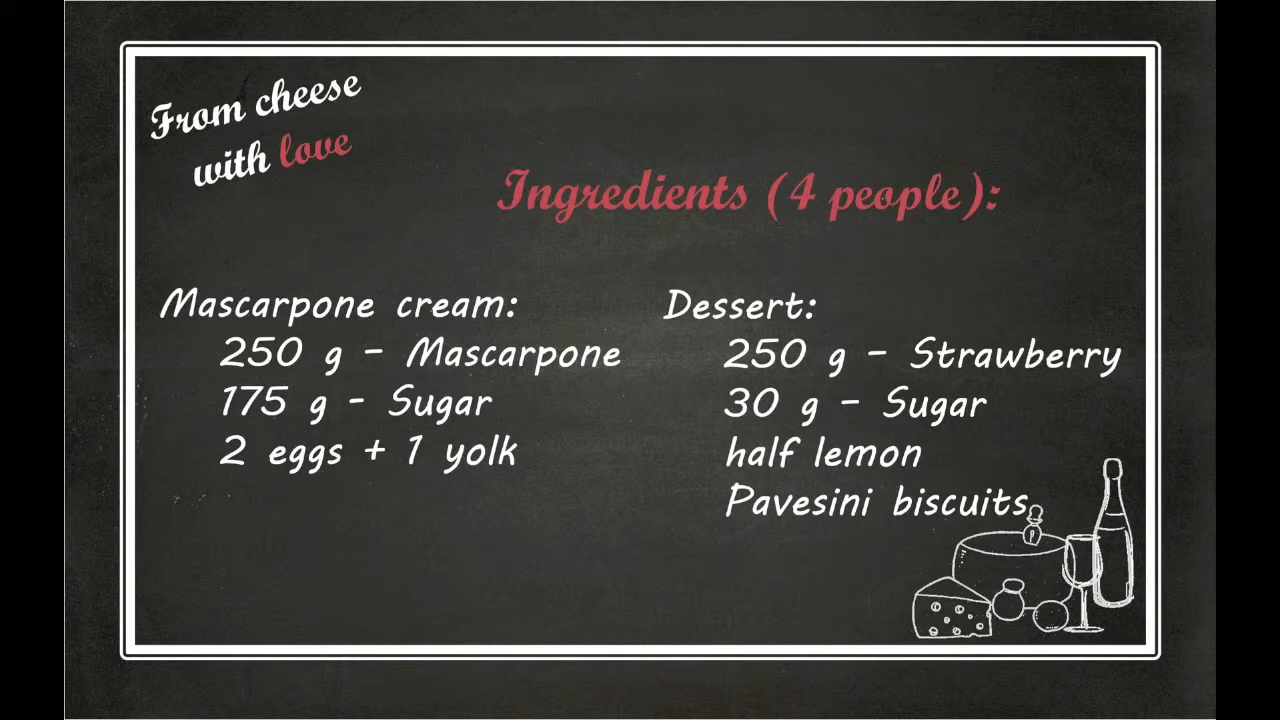 From cheese
with love
Ingredients (4 people):
Mascarpone cream:
250 g - Mascarpone
175 g - Sugar
2 eggs + 1 yolk
Dessert:
250 g - Strawberry
30 g - Sugar
half lemon
Pavesini biscuits